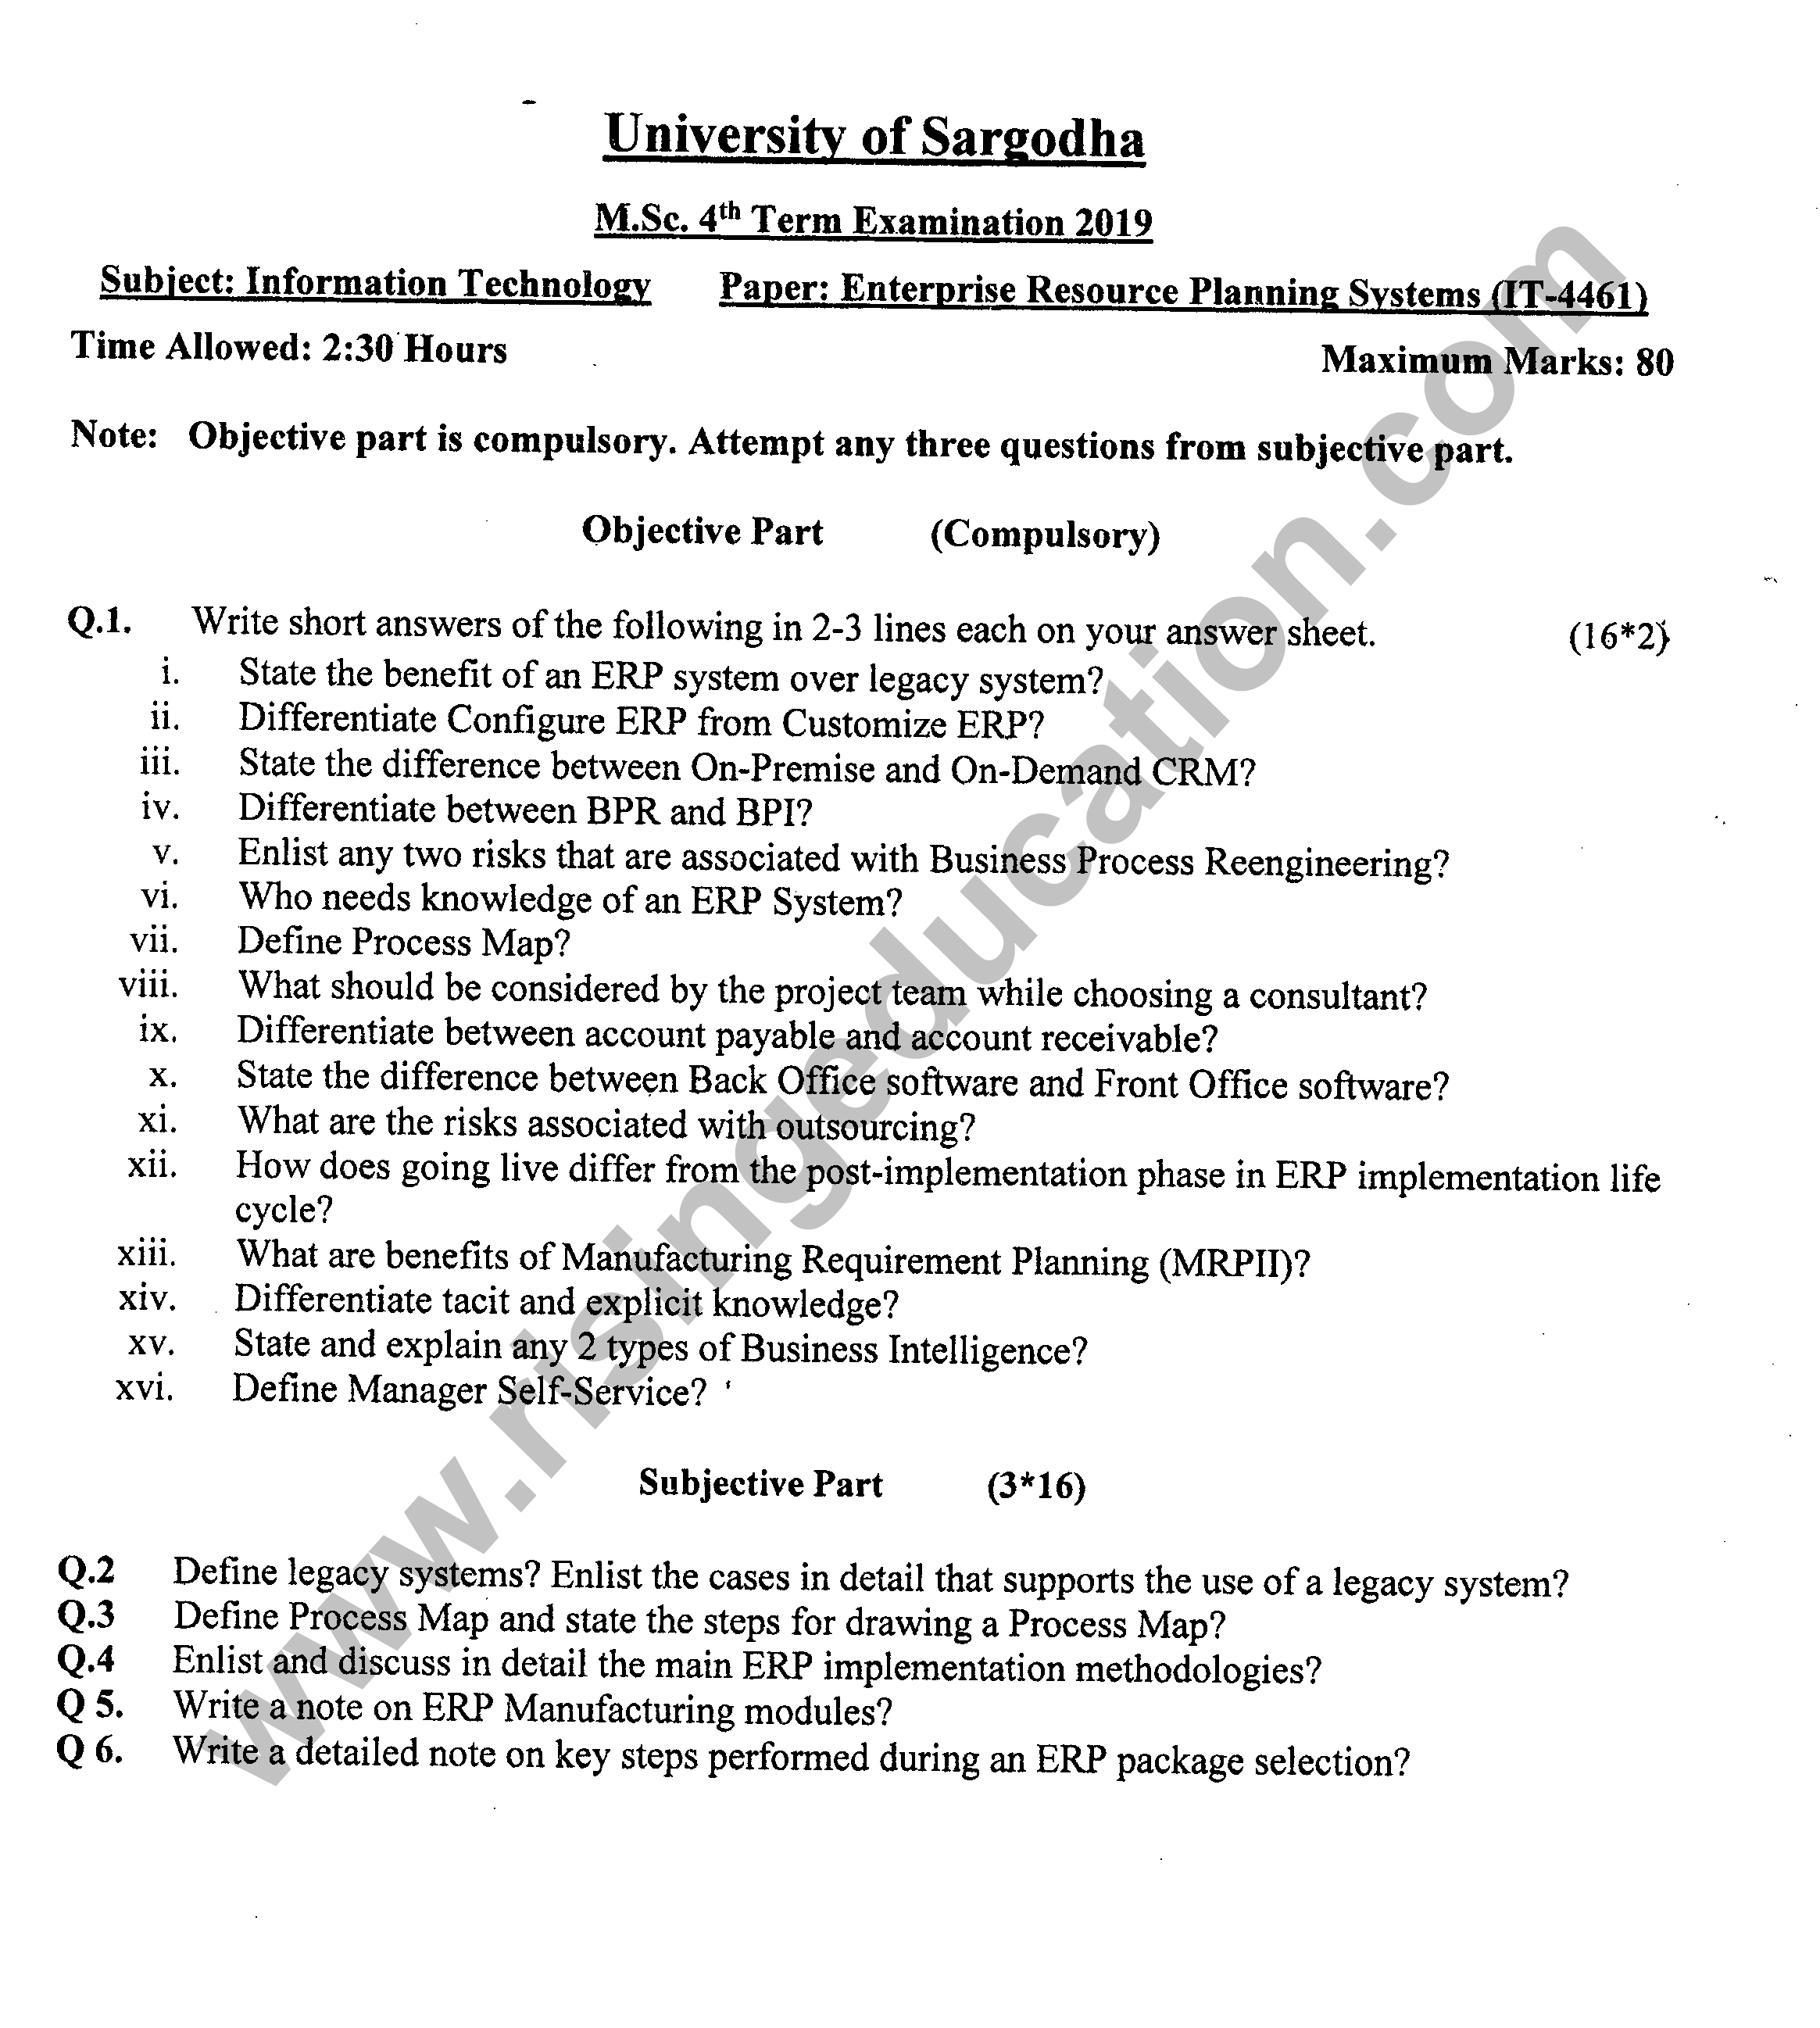 University of Sargodha
M.Sc. 4th Term Examination 2019
Subject: Information Technology Paper: Enterprise Resource Planning Systems (IT-4461)
Time Allowed: 2:30 Hours Maximum Marks: 80
Note: Objective part is compulsory. Attempt any three questions from subjective part.
Objective Part (Compulsory)
Q.1. Write short answers of the following in 2-3 lines each on your answer sheet. (16*2)
i. State the benefit of an ERP system over legacy system?
ii. Differentiate Configure ERP from Customize ERP?
iii. State the difference between On-Premise and On-Demand CRM?
iv. Differentiate between BPR and BPI?
v. Enlist any two risks that are associated with Business Process Reengineering?
vi. Who needs knowledge of an ERP System?
vii. Define Process Map?
viii. What should be considered by the project team while choosing a consultant?
ix. Differentiate between account payable and account receivable?
x. State the difference between Back Office software and Front Office software?
xi. What are the risks associated with outsourcing?
xii. How does going live differ from the post-implementation phase in ERP implementation life
cycle?
xiii. What are benefits of Manufacturing Requirement Planning (MRPII)?
xiv. Differentiate tacit and explicit knowledge?
xv. State and explain any 2 types of Business Intelligence?
xvi. Define Manager Self-Service?
Subjective Part (3*16)
Q.2 Define legacy systems? Enlist the cases in detail that supports the use of a legacy system?
Q.3 Define Process Map and state the steps for drawing a Process Map?
Q.4 Enlist and discuss in detail the main ERP implementation methodologies?
Q 5. Write a note on ERP Manufacturing modules?
Q 6. Write a detailed note on key steps performed during an ERP package selection?
www.risingeducation.com